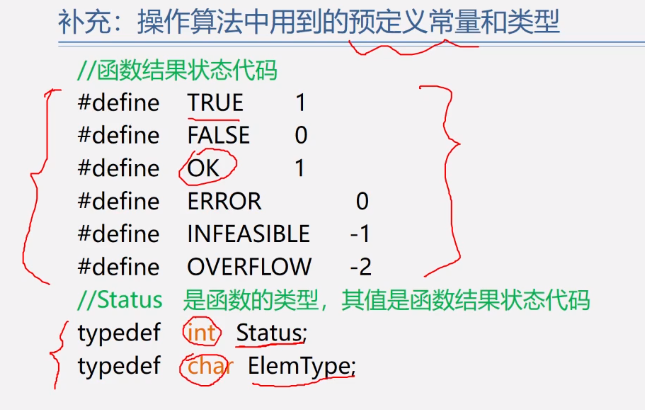 补充：操作算法中用到的预定义常量和类型
//函数结果状态代码
#define TRUE 1
#define FALSE 0
#define OK 1
#define ERROR 0
#define INFEASIBLE -1
#define OVERFLOW -2
//Status 是函数的类型，其值是函数结果状态代码
typedef int Status;
typedef char ElemType;